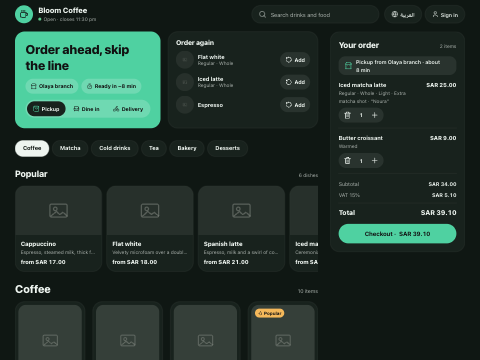 Bloom Coffee
Open · closes 11:30 pm
Search drinks and food
العربية
Sign in
Order ahead, skip
the line
Olaya branch
Ready in ~8 min
Pickup
Dine in
Delivery
Order again
Flat white
Regular · Whole
Add
Iced latte
Regular · Whole
Add
Espresso
Add
Your order
2 items
Pickup from Olaya branch · about
8 min
Iced matcha latte
SAR 25.00
Regular · Whole · Light · Extra
matcha shot · "Noura"
1
Butter croissant
SAR 9.00
Warmed
1
Subtotal
SAR 34.00
VAT 15%
SAR 5.10
Total
SAR 39.10
Checkout · SAR 39.10
Coffee
Matcha
Cold drinks
Tea
Bakery
Desserts
Popular
6 dishes
Cappuccino
Espresso, steamed milk, thick f…
from SAR 17.00
Flat white
Velvety microfoam over a doubl…
from SAR 18.00
Spanish latte
Espresso, milk and a swirl of co…
from SAR 21.00
Iced ma
Ceremoni
from SAR
Coffee
10 items
Popular